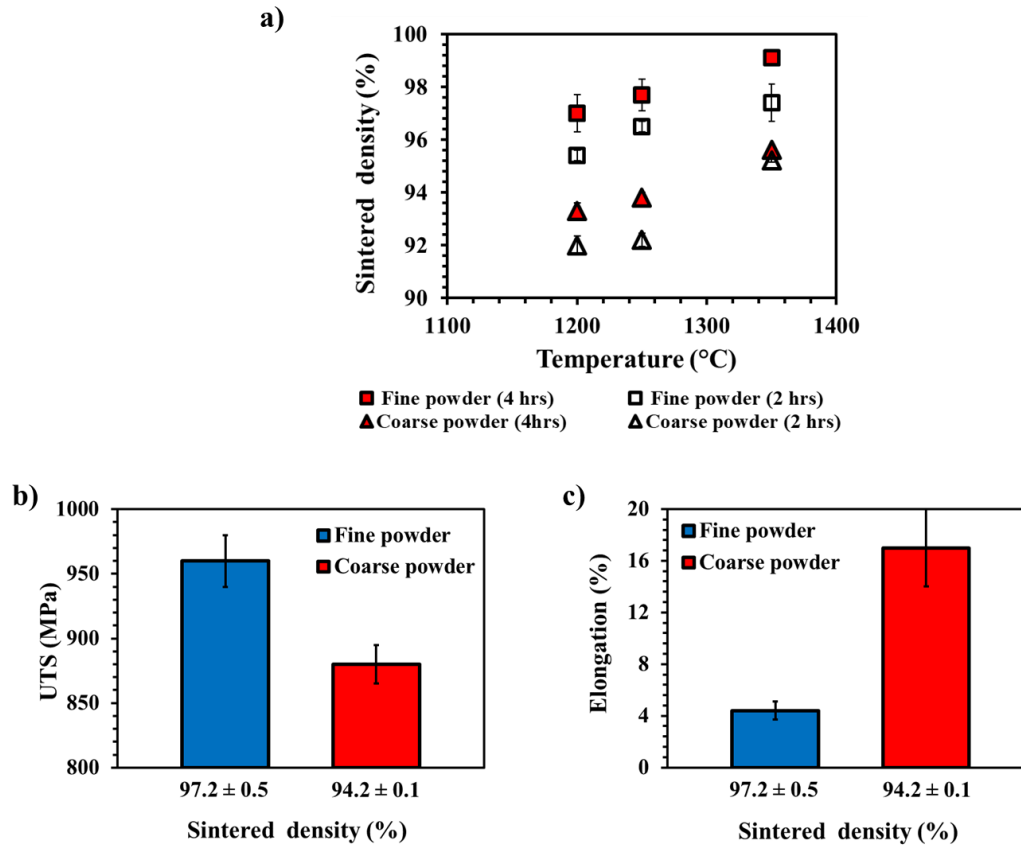 a)
100
98
96
94
92
90
Sintered density (%)
1100 1200 1300 1400
Temperature (°C)
Fine powder (4 hrs) Fine powder (2 hrs)
Coarse powder (4hrs) Coarse powder (2 hrs)
b)
1000
950
900
850
800
UTS (MPa)
Fine powder
Coarse powder
97.2 ± 0.5 94.2 ± 0.1
Sintered density (%)
c)
20
16
12
8
4
0
Elongation (%)
Fine powder
Coarse powder
97.2 ± 0.5 94.2 ± 0.1
Sintered density (%)